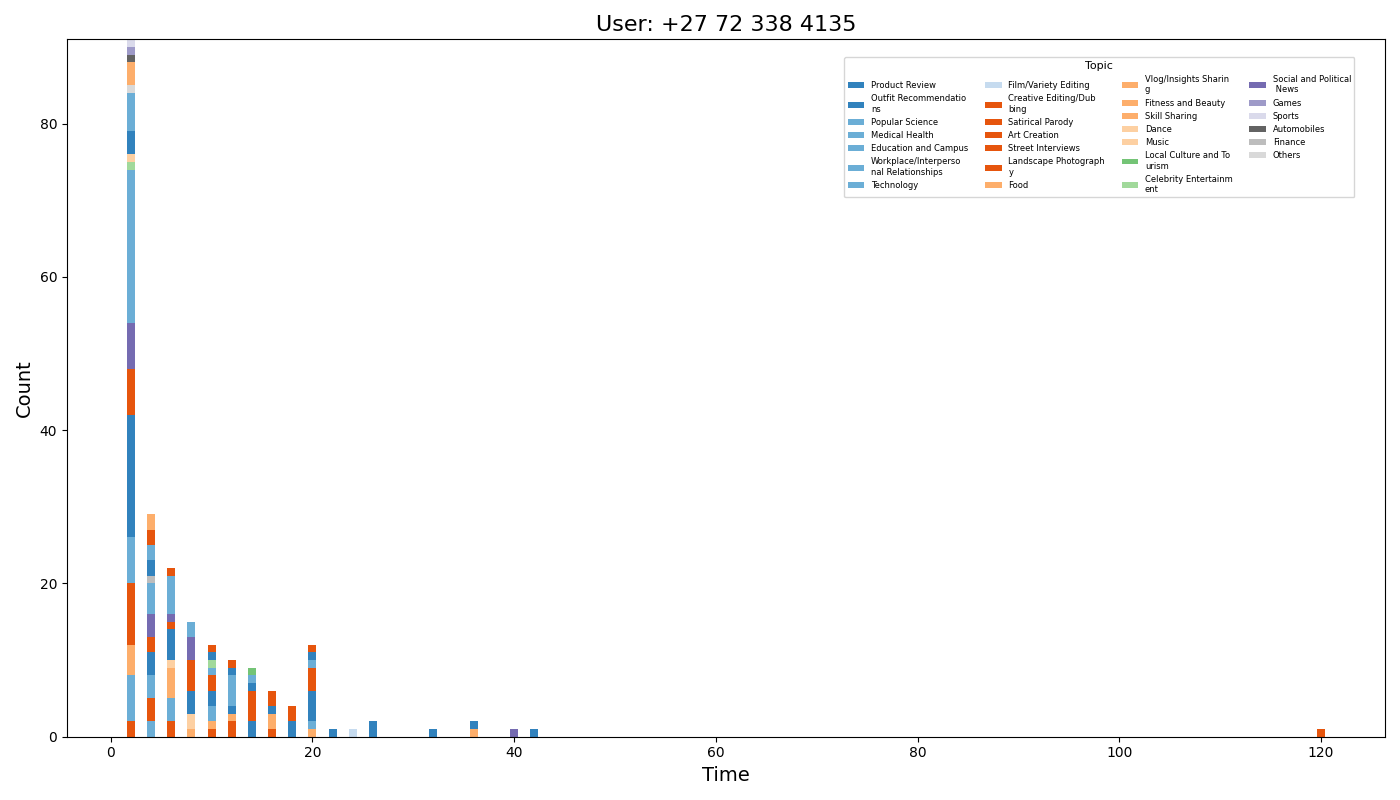 User: +27 72 338 4135
Topic
Product Review
Outfit Recommendatio
ns
Popular Science
Medical Health
Education and Campus
Workplace/Interperso
nal Relationships
Technology
Film/Variety Editing
Creative Editing/Dub
bing
Satirical Parody
Art Creation
Street Interviews
Landscape Photograph
y
Food
Vlog/Insights Sharin
g
Fitness and Beauty
Skill Sharing
Dance
Music
Local Culture and To
urism
Celebrity Entertainm
ent
Social and Political
News
Games
Sports
Automobiles
Finance
Others
Count
80
60
40
20
0
0 20 40 60 80 100 120
Time